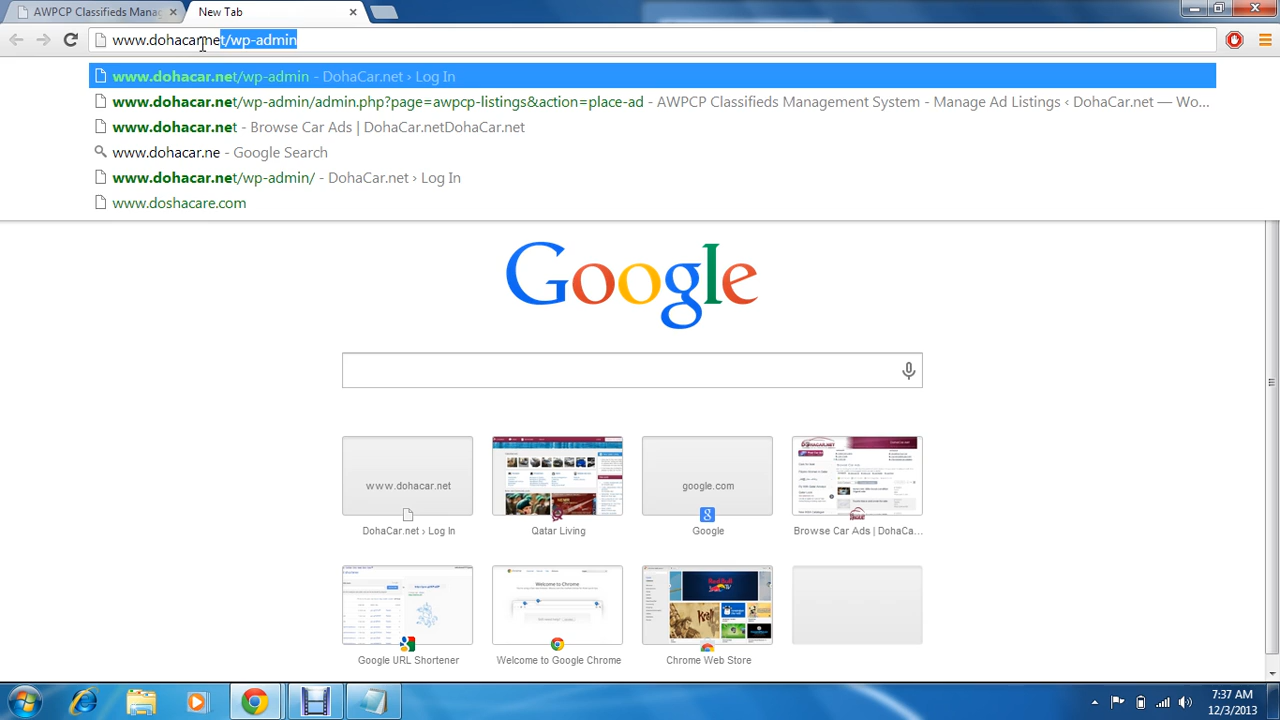 AWPCP Classifieds Mana
New Tab
www.dohacar.net/wp-admin
www.dohacar.net/wp-admin - DohaCar.net › Log In
www.dohacar.net/wp-admin/admin.php?page=awpcp-listings&action=place-ad - AWPCP Classifieds Management System - Manage Ad Listings ‹ DohaCar.net — Wo...
www.dohacar.net - Browse Car Ads | DohaCar.netDohaCar.net
www.dohacar.ne - Google Search
www.dohacar.net/wp-admin/ - DohaCar.net › Log In
www.doshacare.com
Google
www.dohacar.net
google.com
DohaCar.net › Log In
Qatar Living
Google
Browse Car Ads | DohaCa...
Google URL Shortener
Welcome to Google Chrome
Chrome Web Store
7:37 AM
12/3/2013